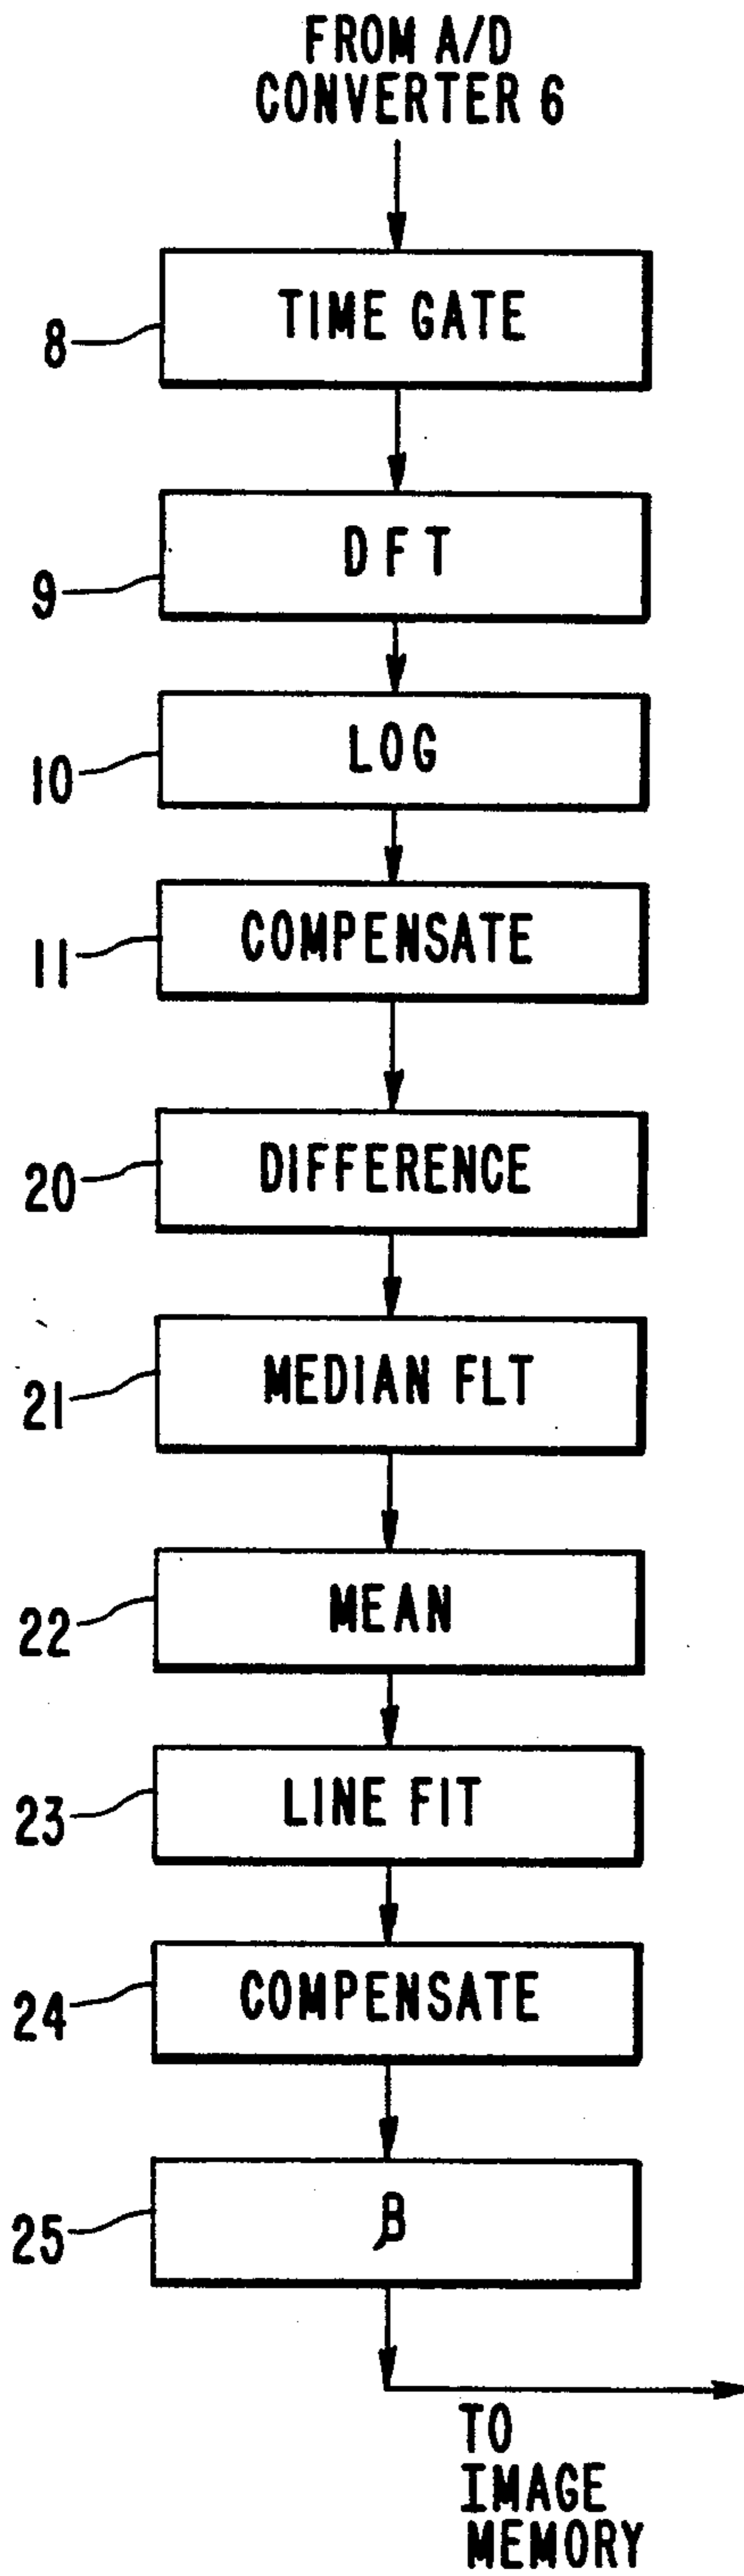 FROM A/D
CONVERTER 6
TIME GATE
8
DFT
9
LOG
10
COMPENSATE
11
DIFFERENCE
20
MEDIAN FLT
21
MEAN
22
LINE FIT
23
COMPENSATE
24
β
25
TO
IMAGE
MEMORY